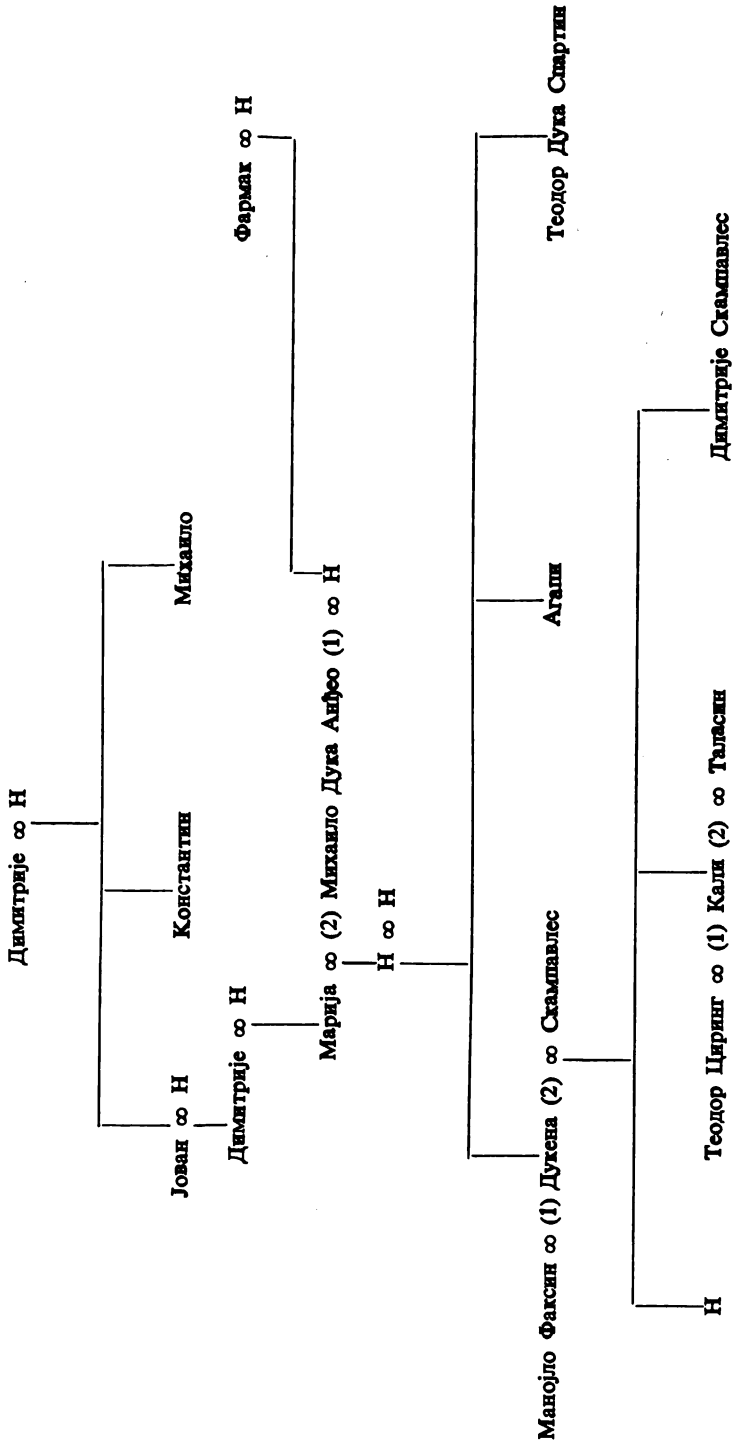 Димитрије ∞ Н
Јован ∞ Н
Константин
Михаило
Фармак ∞ Н
Димитрије ∞ Н
Марија ∞ (2) Михаило Дука Анђео (1) ∞ Н
Н ∞ Н
Манојло Факсин ∞ (1) Дукена (2) ∞ Скампавлес
Агапи
Теодор Дука Спартин
Н
Теодор Циринг ∞ (1) Кали (2) ∞ Таласин
Димитрије Скампавлес